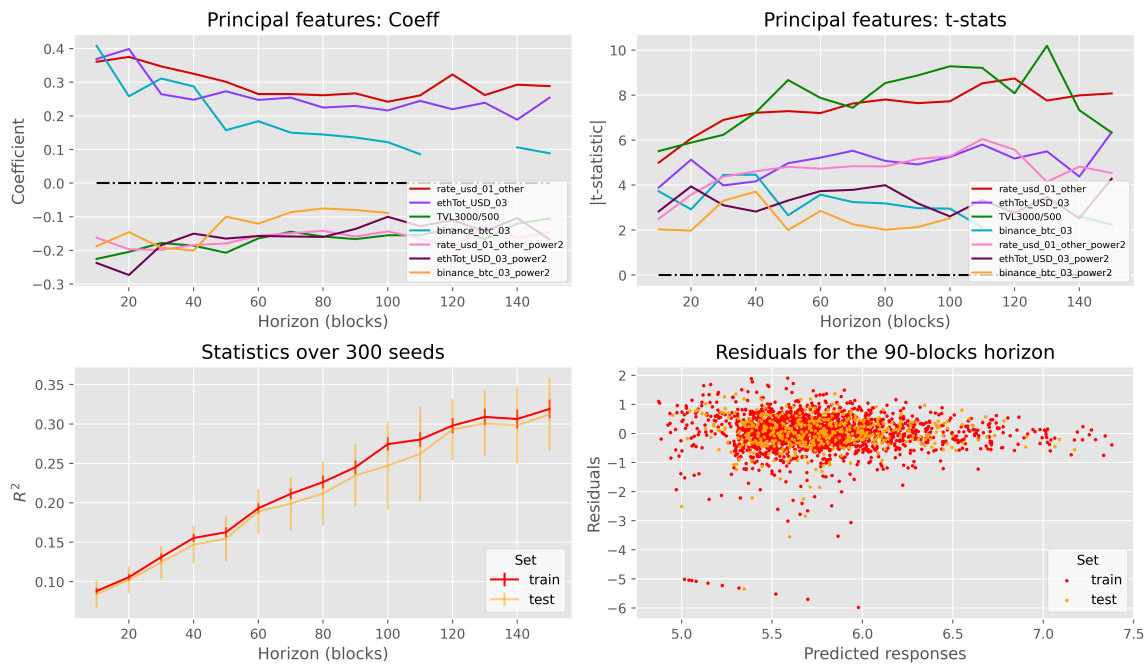 Principal features: Coeff
Coefficient
0.4
0.3
0.2
0.1
0.0
−0.1
−0.2
−0.3
rate_usd_01_other
ethTot_USD_03
TVL3000/500
binance_btc_03
rate_usd_01_other_power2
ethTot_USD_03_power2
binance_btc_03_power2
20 40 60 80 100 120 140
Horizon (blocks)
Principal features: t-stats
|t-statistic|
10
8
6
4
2
0
rate_usd_01_other
ethTot_USD_03
TVL3000/500
binance_btc_03
rate_usd_01_other_power2
ethTot_USD_03_power2
binance_btc_03_power2
20 40 60 80 100 120 140
Horizon (blocks)
Statistics over 300 seeds
R²
0.35
0.30
0.25
0.20
0.15
0.10
Set
train
test
20 40 60 80 100 120 140
Horizon (blocks)
Residuals for the 90-blocks horizon
Residuals
2
1
0
−1
−2
−3
−4
−5
−6
Set
train
test
5.0 5.5 6.0 6.5 7.0 7.5
Predicted responses